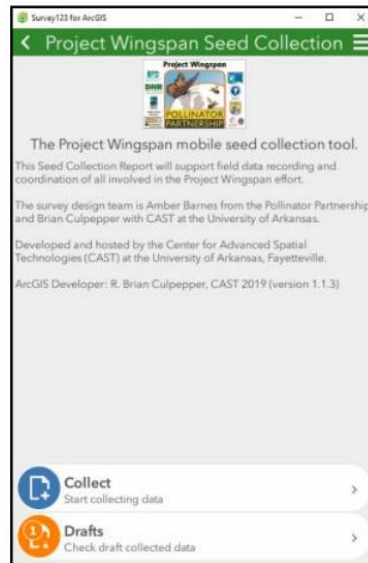 Survey123 for ArcGIS
Project Wingspan Seed Collection
Project Wingspan
DNR
POLLINATOR
PARTNERSHIP
The Project Wingspan mobile seed collection tool.
This Seed Collection Report will support field data recording and
coordination of all involved in the Project Wingspan effort.
The survey design team is Amber Barnes from the Pollinator Partnership
and Brian Culpepper with CAST at the University of Arkansas.
Developed and hosted by the Center for Advanced Spatial
Technologies (CAST) at the University of Arkansas, Fayetteville.
ArcGIS Developer: R. Brian Culpepper, CAST 2019 (version 1.1.3)
Collect
Start collecting data
1
Drafts
Check draft collected data